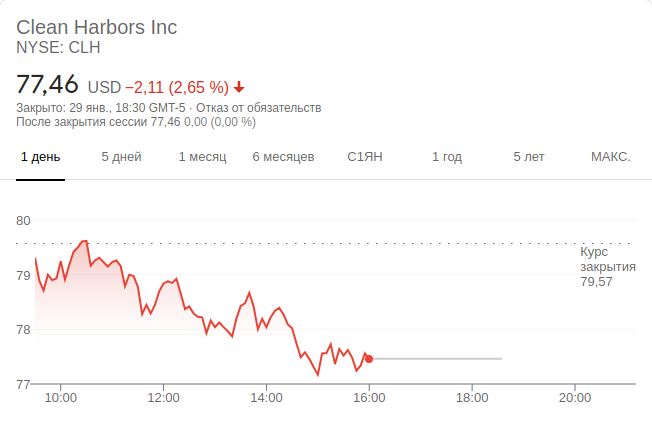 Clean Harbors Inc
NYSE: CLH
77,46 USD −2,11 (2,65 %)
Закрыто: 29 янв., 18:30 GMT-5 · Отказ от обязательств
После закрытия сессии 77,46 0,00 (0,00 %)
1 день 5 дней 1 месяц 6 месяцев С1ЯН 1 год 5 лет МАКС.
80
Курс
закрытия
79,57
79
78
77
10:00 12:00 14:00 16:00 18:00 20:00